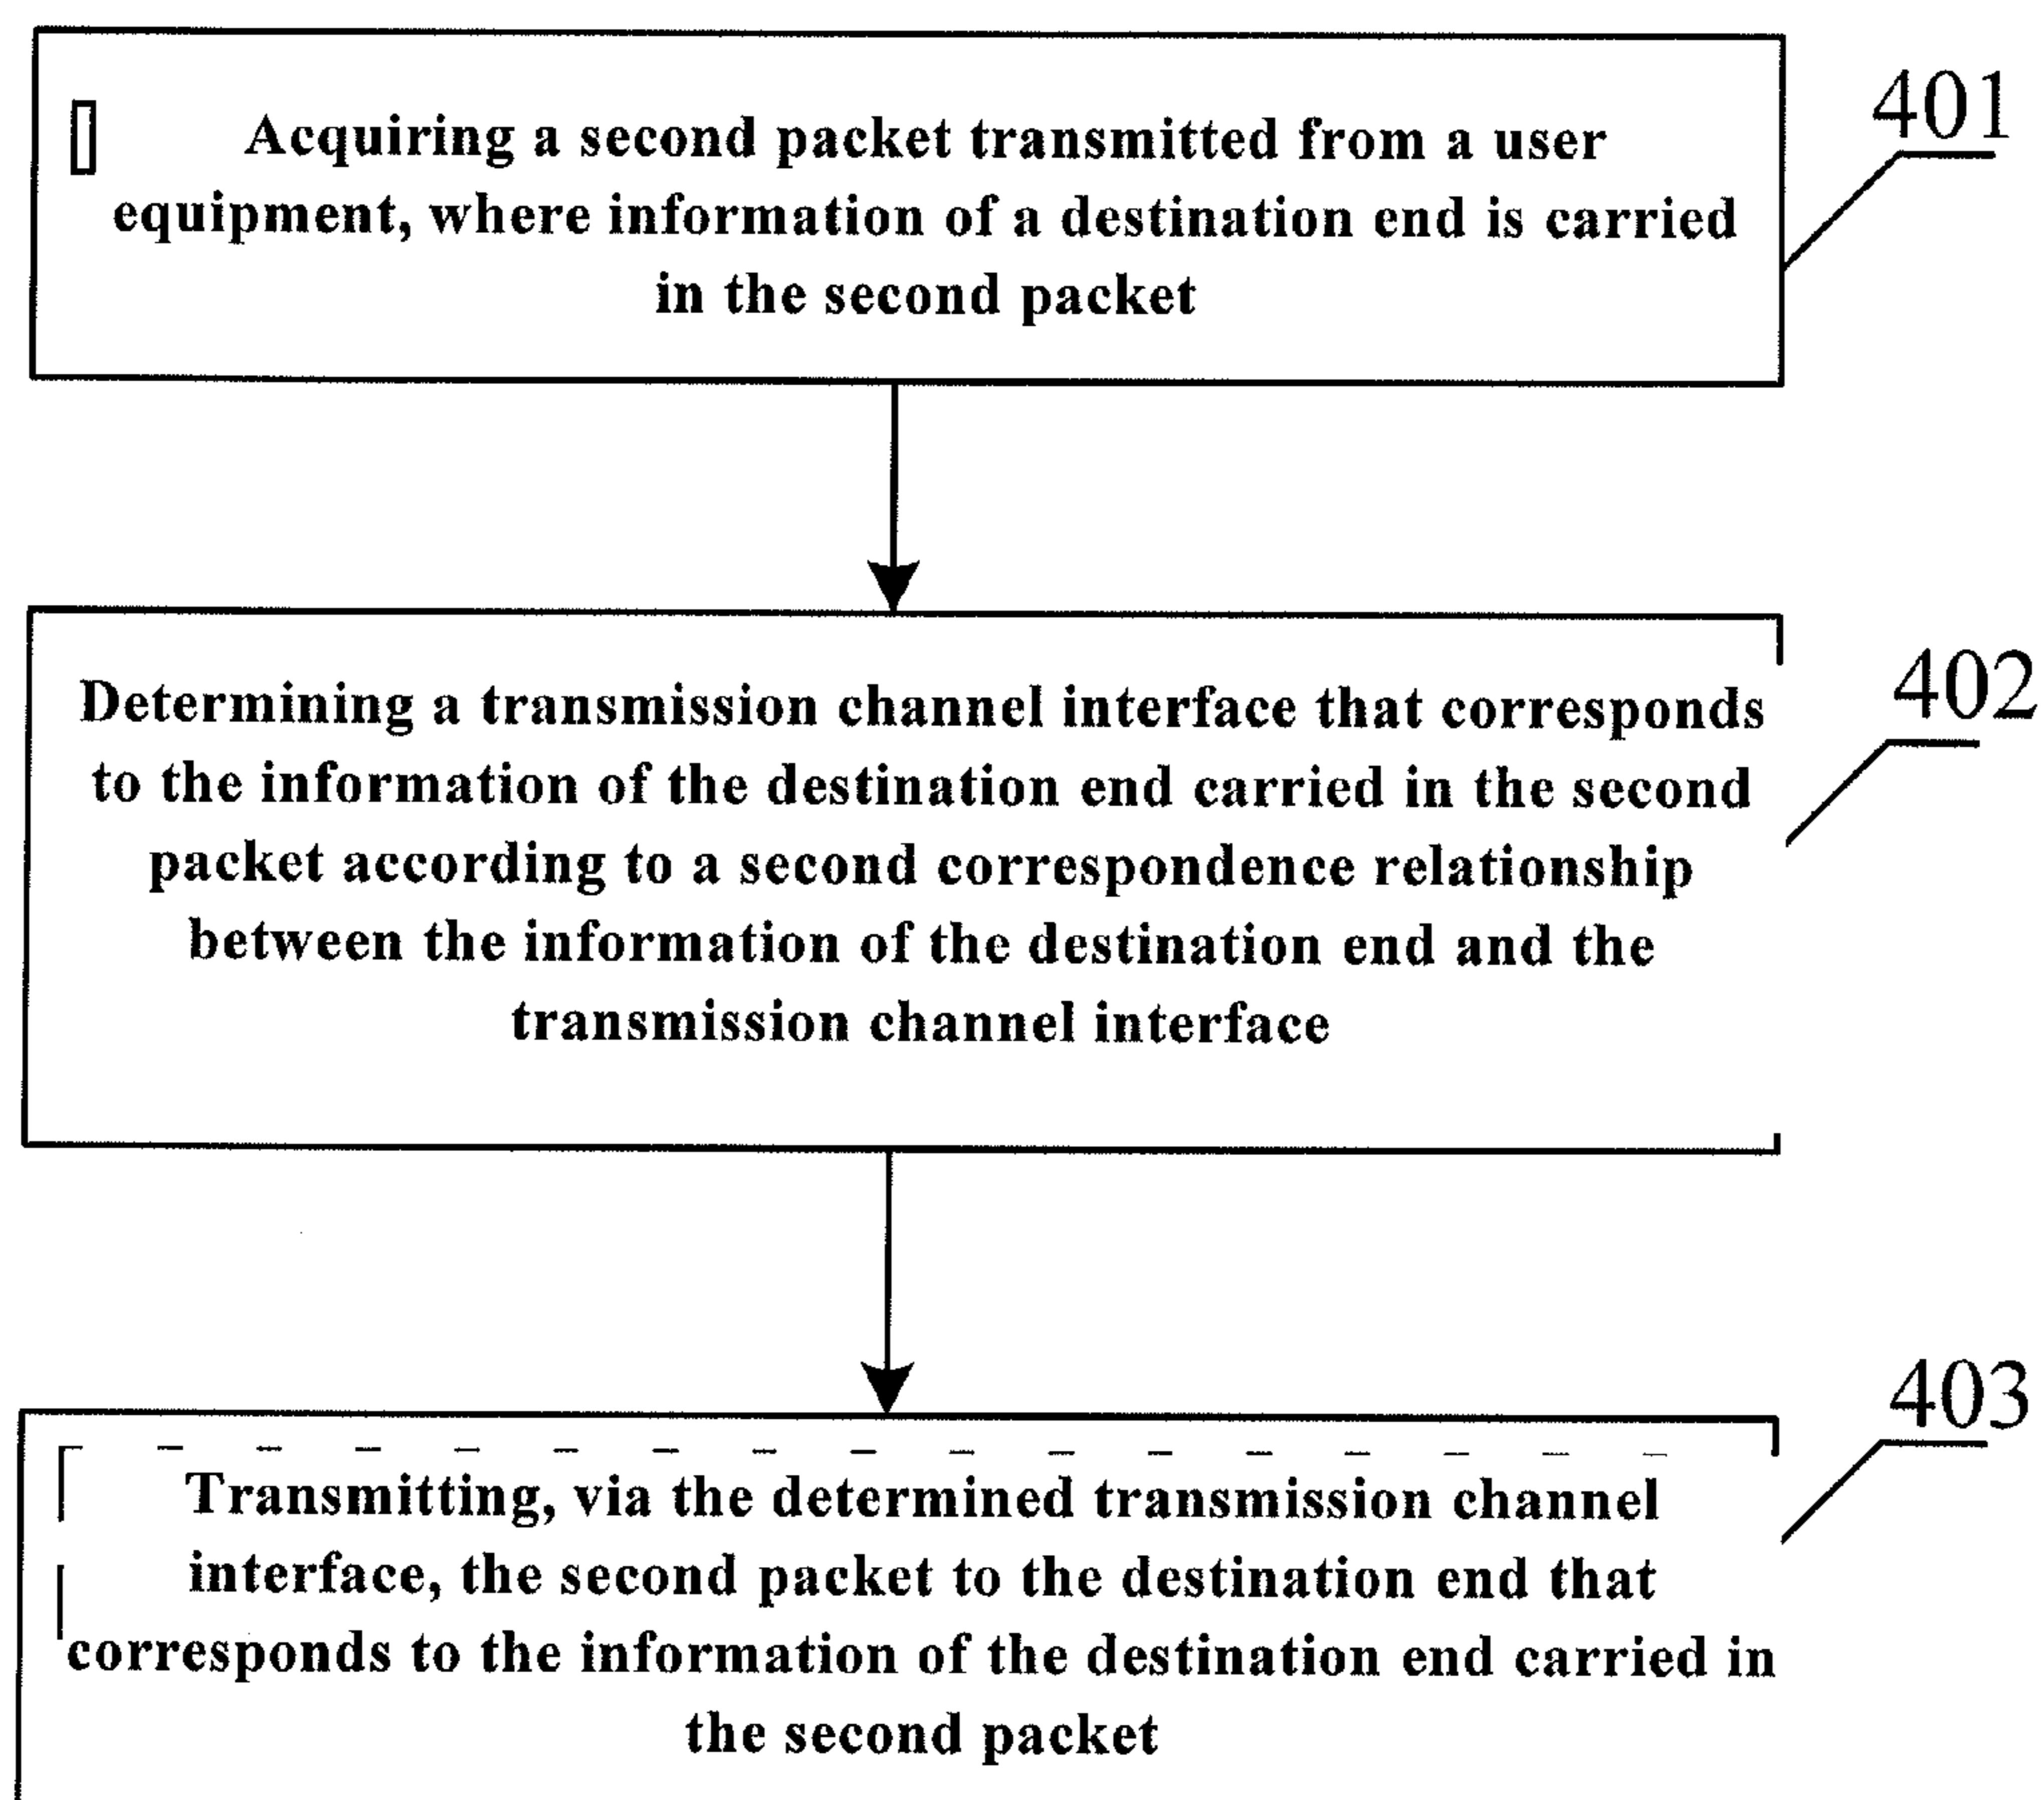 401
Acquiring a second packet transmitted from a user
equipment, where information of a destination end is carried
in the second packet
402
Determining a transmission channel interface that corresponds
to the information of the destination end carried in the second
packet according to a second correspondence relationship
between the information of the destination end and the
transmission channel interface
403
Transmitting, via the determined transmission channel
interface, the second packet to the destination end that
corresponds to the information of the destination end carried in
the second packet